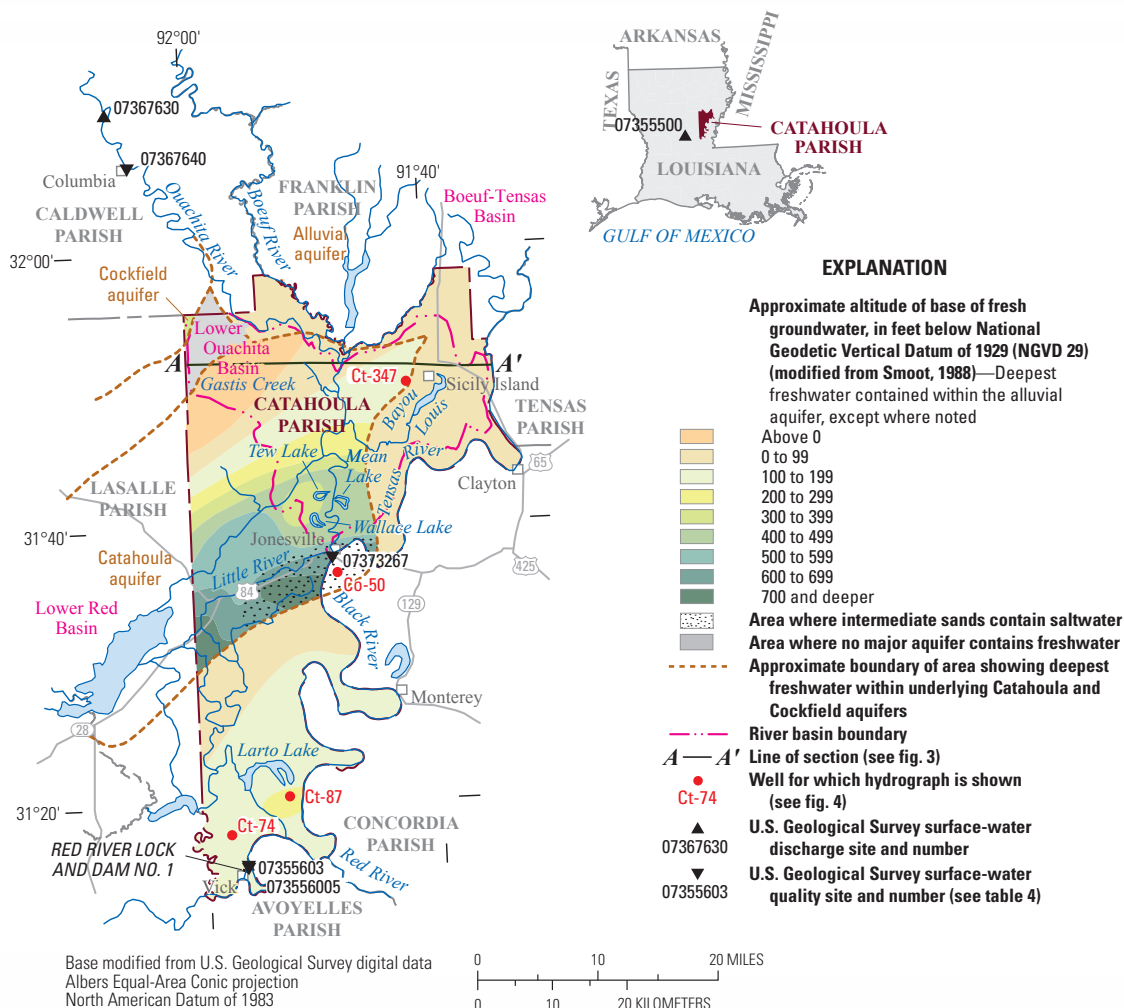 92°00'
07367630
07367640
Columbia
CALDWELL
PARISH
Ouachita River
Boeuf River
FRANKLIN
PARISH
Alluvial
aquifer
91°40'
Boeuf-Tensas
Basin
32°00'
Cockfield
aquifer
Lower
Ouachita
Basin
A
A'
Gastis Creek
Ct-347
Sicily Island
CATAHOULA
PARISH
Bayou
Louis
TENSAS
PARISH
Tew Lake
Mean
Lake
Tensas River
65
Clayton
LASALLE
PARISH
Wallace Lake
31°40'
Jonesville
07373267
425
Catahoula
aquifer
Little River
84
Co-50
129
Lower Red
Basin
Black River
Monterey
28
Larto Lake
31°20'
Ct-87
Ct-74
CONCORDIA
PARISH
RED RIVER LOCK
AND DAM NO. 1
Red River
07355603
Vick
073556005
AVOYELLES
PARISH
Base modified from U.S. Geological Survey digital data
Albers Equal-Area Conic projection
North American Datum of 1983
0 10 20 MILES
0 10 20 KILOMETERS
ARKANSAS
TEXAS
MISSISSIPPI
07355500
CATAHOULA
PARISH
LOUISIANA
GULF OF MEXICO
EXPLANATION
Approximate altitude of base of fresh
groundwater, in feet below National
Geodetic Vertical Datum of 1929 (NGVD 29)
(modified from Smoot, 1988)—Deepest
freshwater contained within the alluvial
aquifer, except where noted
Above 0
0 to 99
100 to 199
200 to 299
300 to 399
400 to 499
500 to 599
600 to 699
700 and deeper
Area where intermediate sands contain saltwater
Area where no major aquifer contains freshwater
Approximate boundary of area showing deepest
freshwater within underlying Catahoula and
Cockfield aquifers
River basin boundary
A — A' Line of section (see fig. 3)
Well for which hydrograph is shown
Ct-74 (see fig. 4)
U.S. Geological Survey surface-water
07367630 discharge site and number
U.S. Geological Survey surface-water
07355603 quality site and number (see table 4)